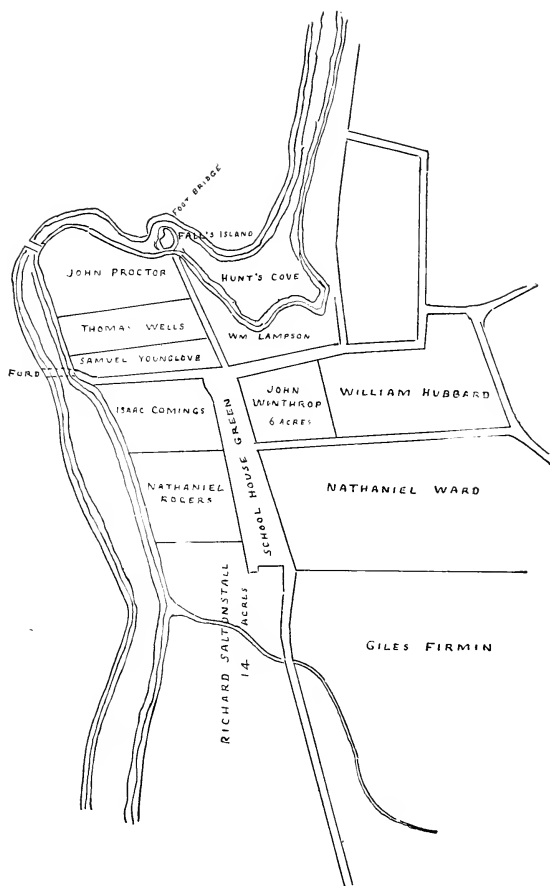 FOOT BRIDGE
FALL'S ISLAND
JOHN PROCTOR
HUNT'S COVE
THOMAS WELLS
WM LAMPSON
SAMUEL YOUNGLOVE
FORD
ISAAC COMINGS
JOHN
WINTHROP
6 ACRES
WILLIAM HUBBARD
SCHOOL HOUSE GREEN
NATHANIEL
ROGERS
NATHANIEL WARD
RICHARD SALTONSTALL
14 ACRES
GILES FIRMIN